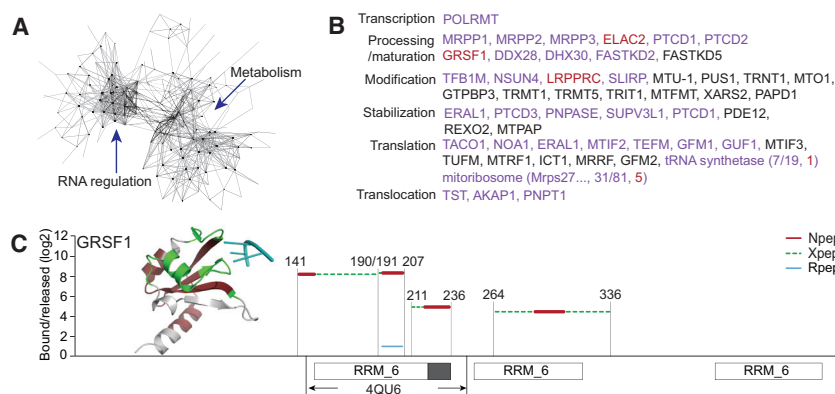 A
Metabolism
RNA regulation
B
Transcription POLRMT
Processing MRPP1, MRPP2, MRPP3, ELAC2, PTCD1, PTCD2
/maturation GRSF1, DDX28, DHX30, FASTKD2, FASTKD5
Modification TFB1M, NSUN4, LRPPRC, SLIRP, MTU-1, PUS1, TRNT1, MTO1,
GTPBP3, TRMT1, TRMT5, TRIT1, MTFMT, XARS2, PAPD1
Stabilization ERAL1, PTCD3, PNPASE, SUPV3L1, PTCD1, PDE12,
REXO2, MTPAP
Translation TACO1, NOA1, ERAL1, MTIF2, TEFM, GFM1, GUF1, MTIF3,
TUFM, MTRF1, ICT1, MRRF, GFM2, tRNA synthetase (7/19, 1)
mitoribosome (Mrps27..., 31/81, 5)
Translocation TST, AKAP1, PNPT1
C
GRSF1
Bound/released (log2)
12
10
8
6
4
2
0
141 190/191 207
211 236
264 336
Npep
Xpep
Rpep
RRM_6 RRM_6 RRM_6
4QU6